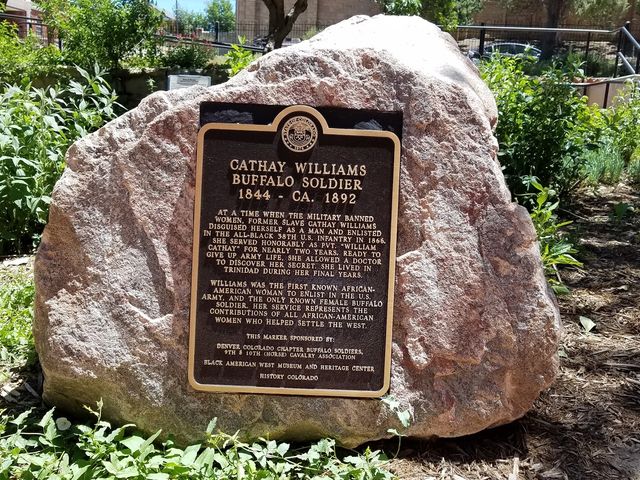 CATHAY WILLIAMS
BUFFALO SOLDIER
1844 - CA. 1892
AT A TIME WHEN THE MILITARY BANNED
WOMEN, FORMER SLAVE CATHAY WILLIAMS
DISGUISED HERSELF AS A MAN AND ENLISTED
IN THE ALL-BLACK 38TH U.S. INFANTRY IN 1866.
SHE SERVED HONORABLY AS PVT. "WILLIAM
CATHAY" FOR NEARLY TWO YEARS. READY TO
GIVE UP ARMY LIFE, SHE ALLOWED A DOCTOR
TO DISCOVER HER SECRET. SHE LIVED IN
TRINIDAD DURING HER FINAL YEARS.
WILLIAMS WAS THE FIRST KNOWN AFRICAN-
AMERICAN WOMAN TO ENLIST IN THE U.S.
ARMY, AND THE ONLY KNOWN FEMALE BUFFALO
SOLDIER. HER SERVICE REPRESENTS THE
CONTRIBUTIONS OF ALL AFRICAN-AMERICAN
WOMEN WHO HELPED SETTLE THE WEST.
THIS MARKER SPONSORED BY:
DENVER COLORADO CHAPTER BUFFALO SOLDIERS,
9TH & 10TH (HORSE) CAVALRY ASSOCIATION
BLACK AMERICAN WEST MUSEUM AND HERITAGE CENTER
HISTORY COLORADO